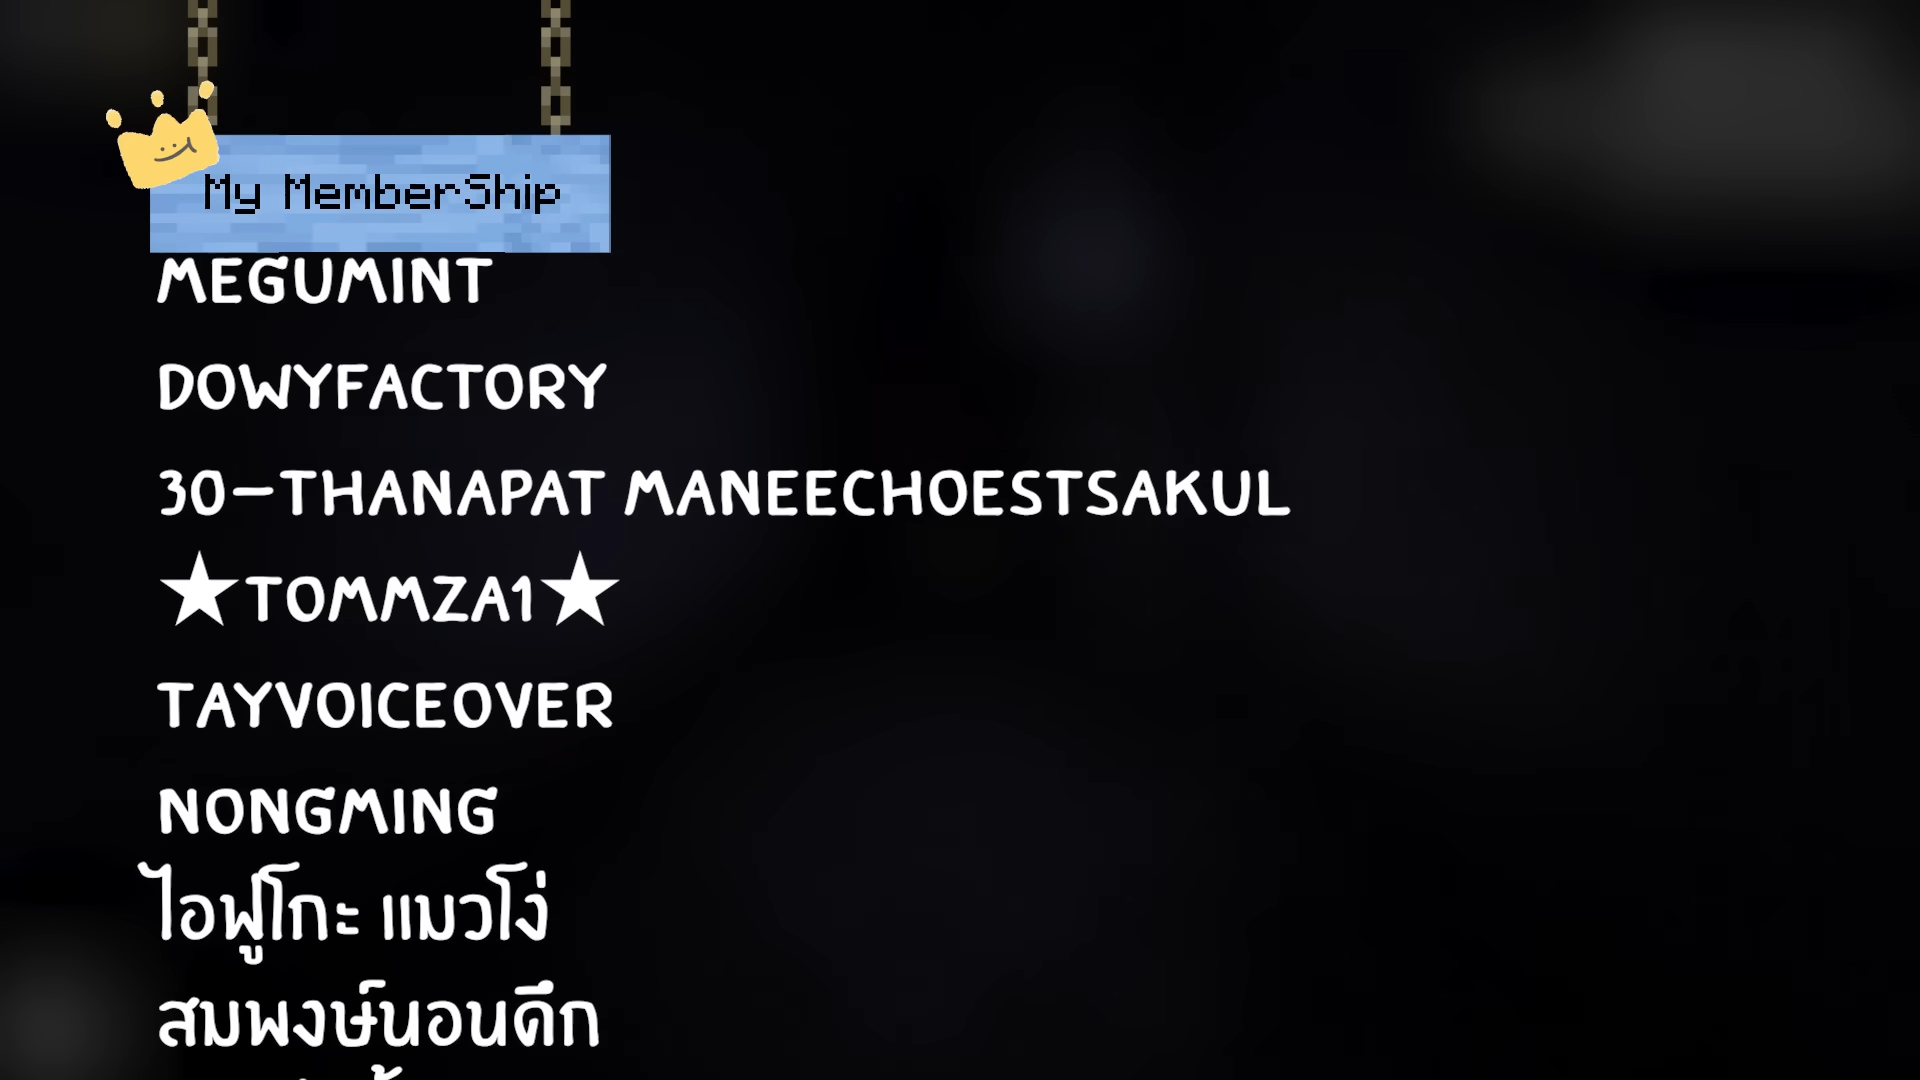 My MemberShip
MEGUMINT
DOWYFACTORY
30-THANAPAT MANEECHOESTSAKUL
★TOMMZA1★
TAYVOICEOVER
NONGMING
ไอฟูโกะ แมวโง่
สมพงษ์นอนดึก